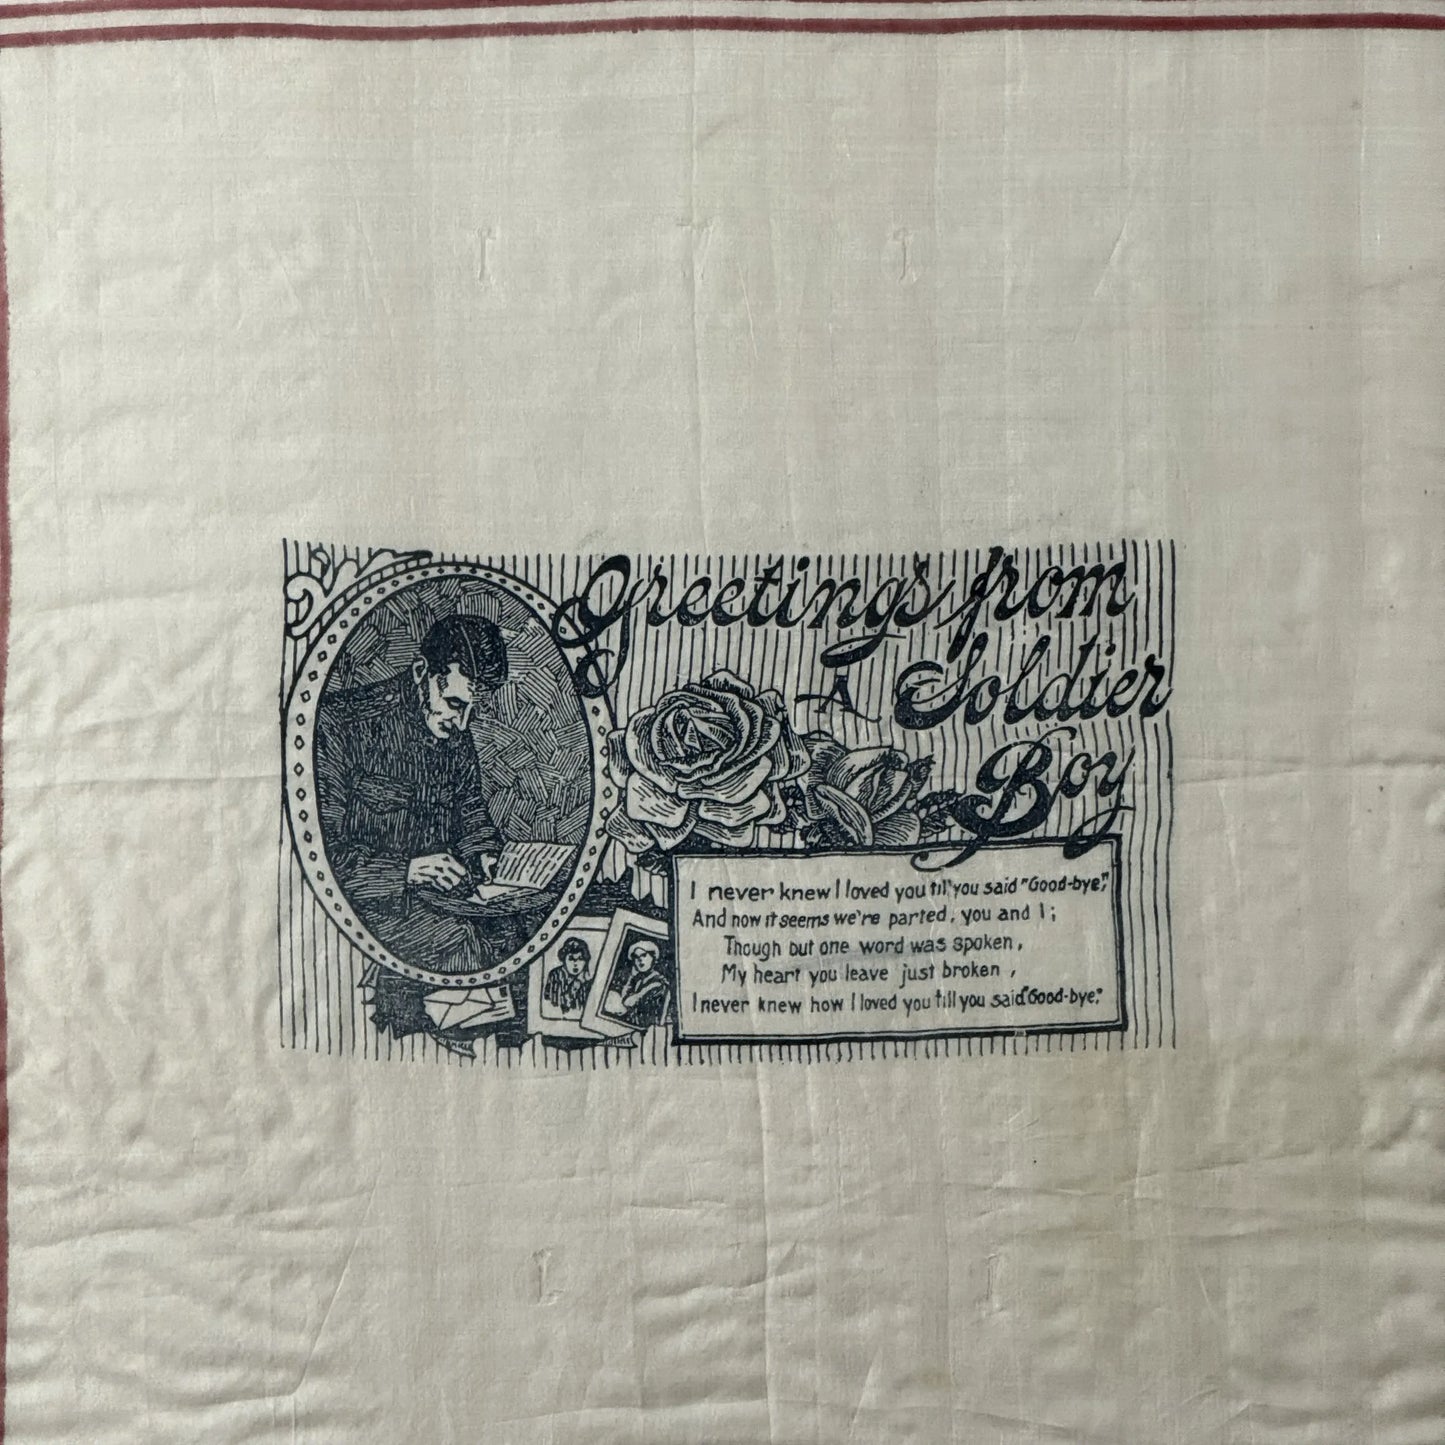 Greetings from
A Soldier
Boy
I never knew I loved you till you said "Good-bye,"
And now it seems we're parted, you and I;
Though but one word was spoken,
My heart you leave just broken,
I never knew how I loved you till you said "Good-bye."